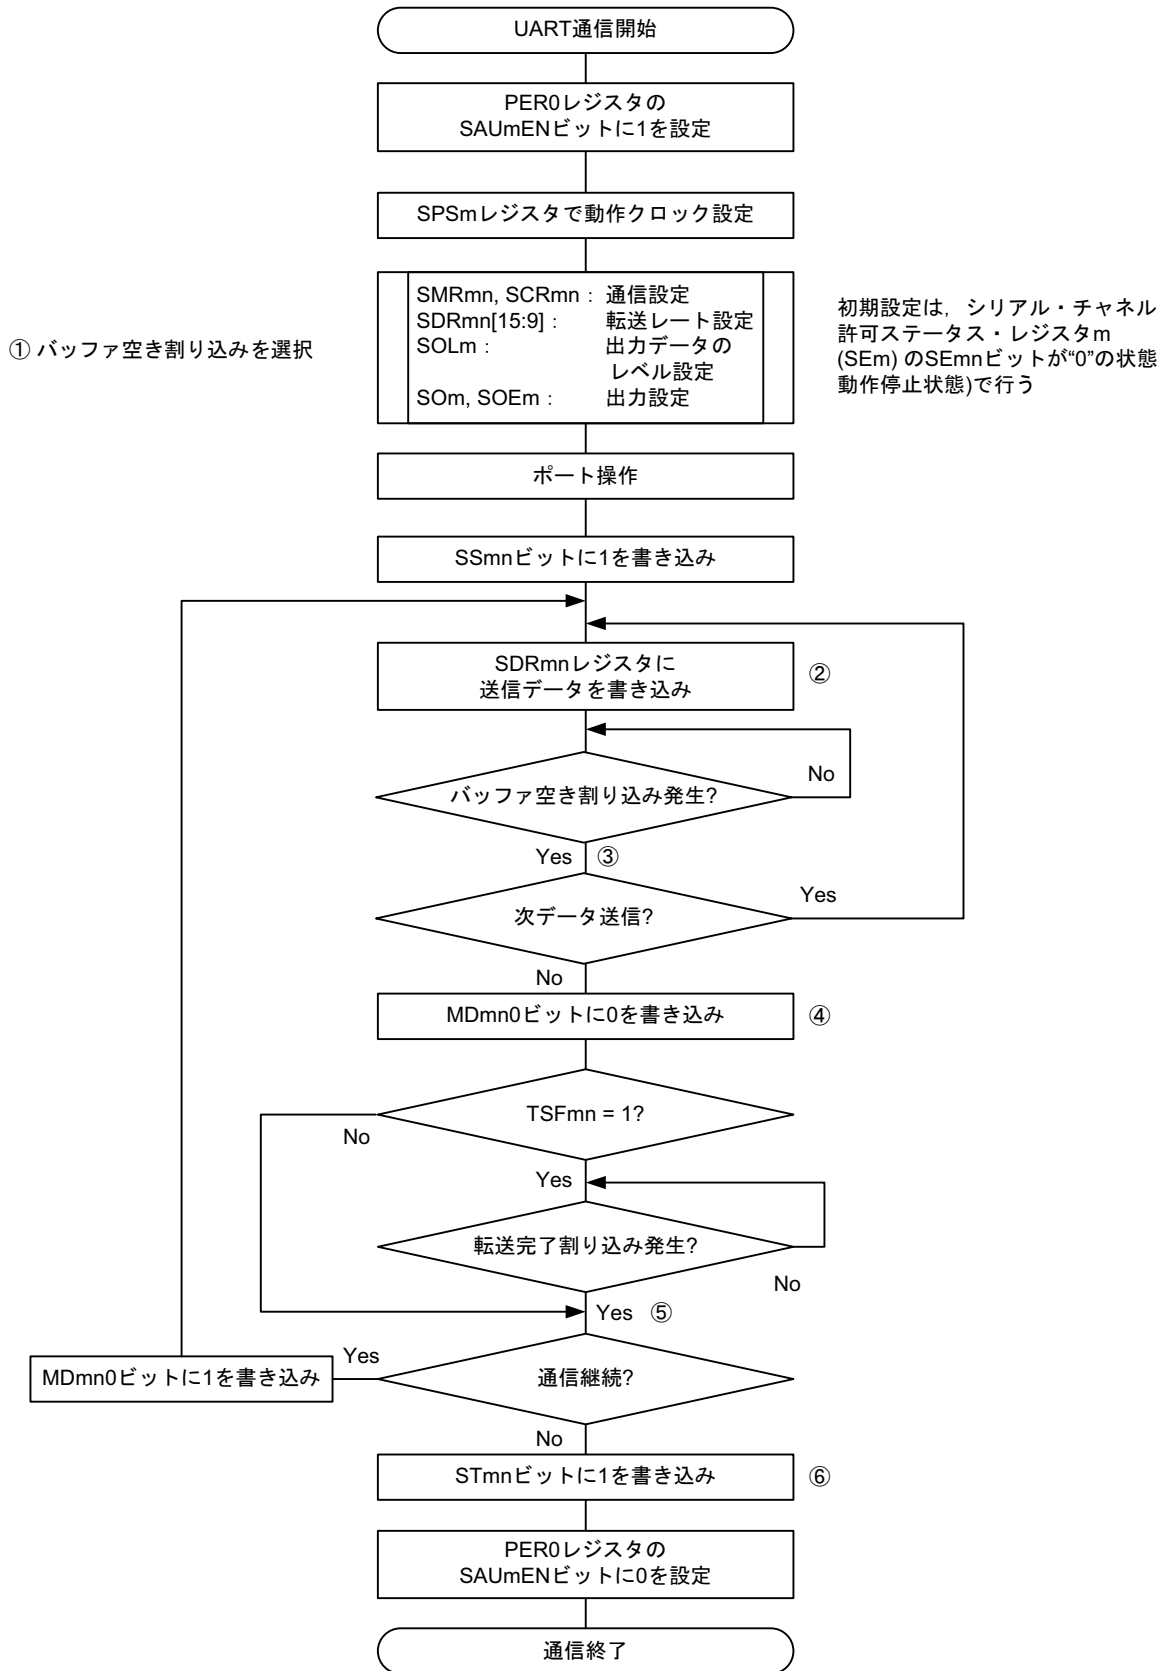 UART通信開始
PER0レジスタの
SAUmENビットに1を設定
SPSmレジスタで動作クロック設定
① バッファ空き割り込みを選択
SMRmn, SCRmn : 通信設定
SDRmn[15:9] : 転送レート設定
SOLm : 出力データの
レベル設定
SOm, SOEm : 出力設定
初期設定は，シリアル・チャネル
許可ステータス・レジスタm
(SEm) のSEmnビットが“0”の状態
動作停止状態)で行う
ポート操作
SSmnビットに1を書き込み
SDRmnレジスタに
送信データを書き込み
②
No
バッファ空き割り込み発生?
Yes ③
Yes
次データ送信?
No
MDmn0ビットに0を書き込み ④
TSFmn = 1?
No
Yes
転送完了割り込み発生?
No
Yes ⑤
Yes
MDmn0ビットに1を書き込み
通信継続?
No
STmnビットに1を書き込み ⑥
PER0レジスタの
SAUmENビットに0を設定
通信終了